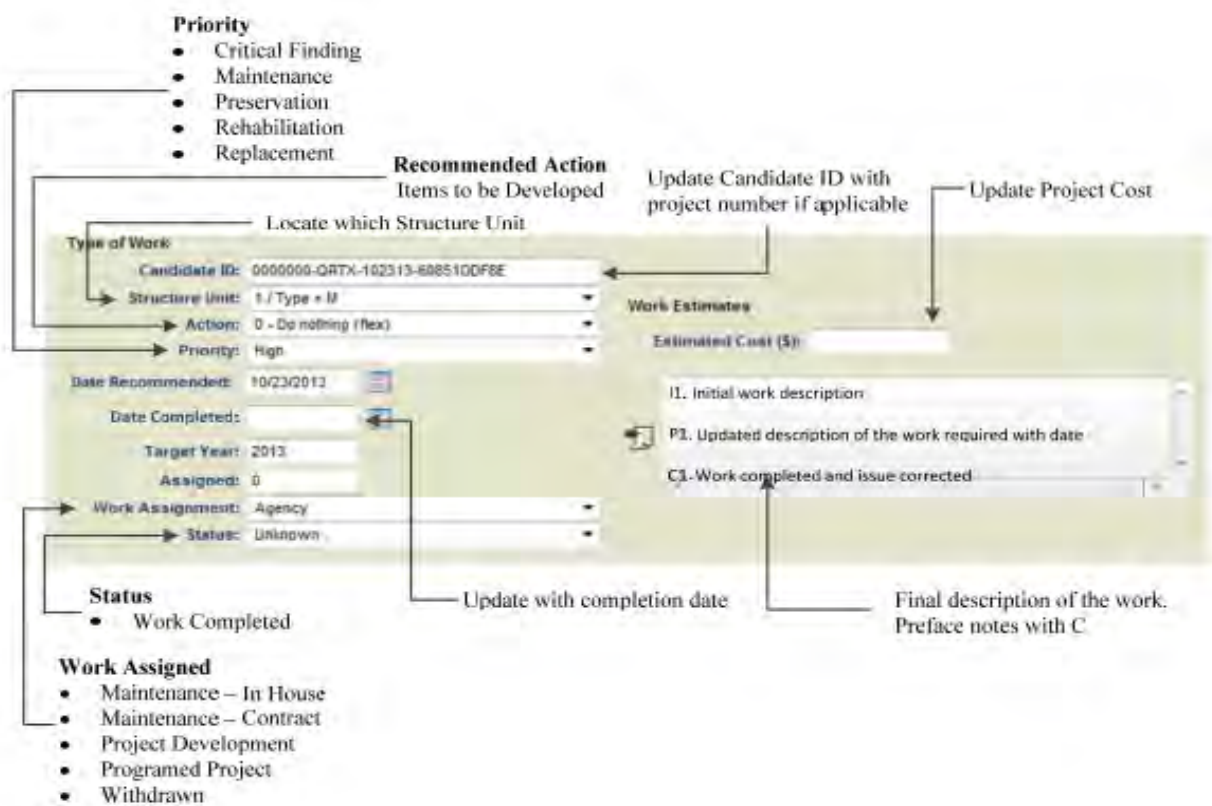 Priority
• Critical Finding
• Maintenance
• Preservation
• Rehabilitation
• Replacement
Recommended Action
Items to be Developed
Update Candidate ID with
project number if applicable
Update Project Cost
Locate which Structure Unit
Type of Work
Candidate ID: 0000000-QRTX-102313-
Structure Unit: 1 / Type = M
Action: 0 - Do nothing (flex)
Priority: High
Date Recommended: 10/23/2013
Date Completed:
Target Year: 2013
Assigned: 0
Work Assignment: Agency
Status: Unknown
Work Estimates
Estimated Cost ($):
I1. Initial work description
P1. Updated description of the work required with date
C1-Work completed and issue corrected
Status
• Work Completed
Update with completion date
Final description of the work.
Preface notes with C
Work Assigned
• Maintenance – In House
• Maintenance – Contract
• Project Development
• Programed Project
• Withdrawn